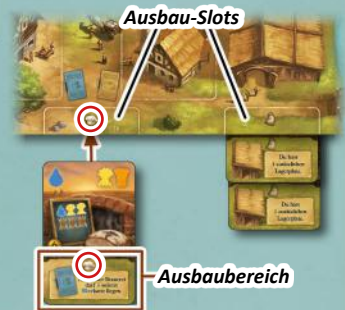 Ausbau-Slots
Du hast
1 zusätzlichen
Lagerplatz.
Du hast
1 zusätzlichen
Lagerplatz.
Ausbaubereich